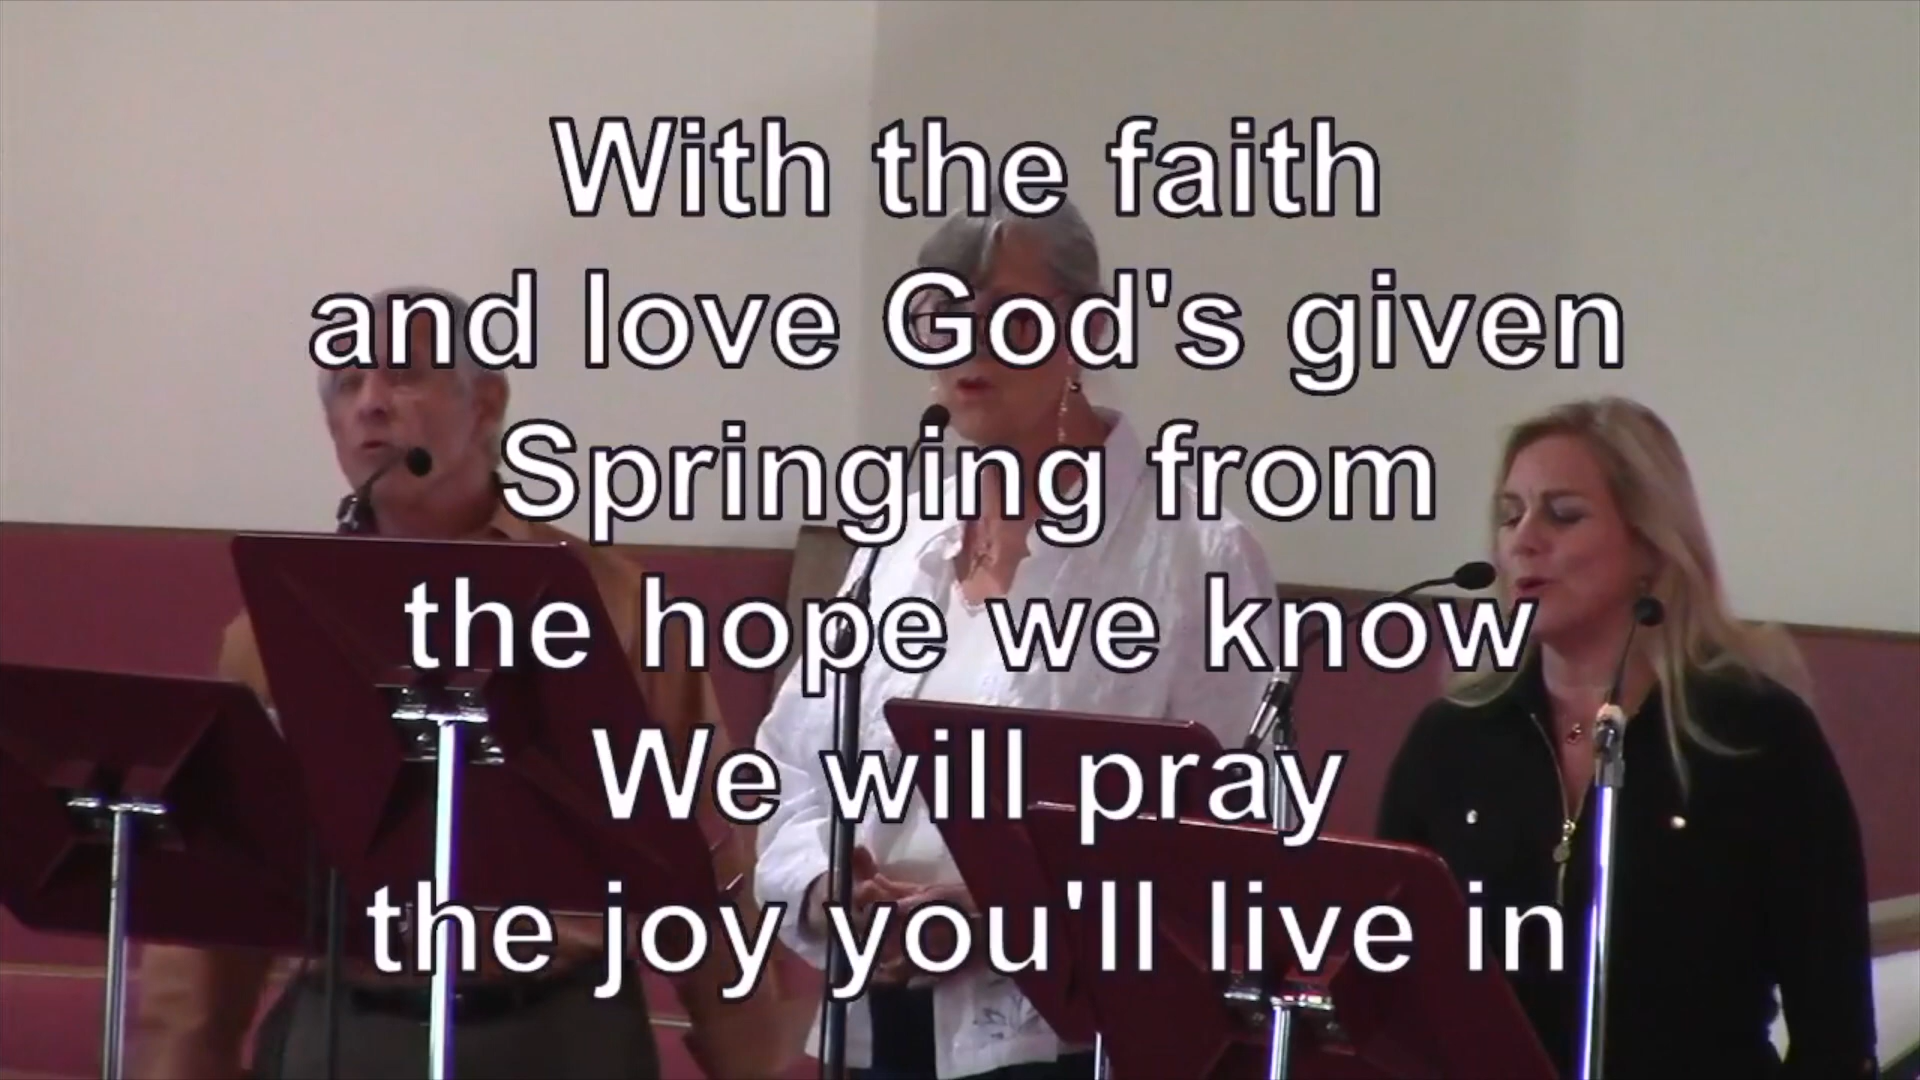 With the faith
and love God's given
Springing from
the hope we know
We will pray
the joy you'll live in